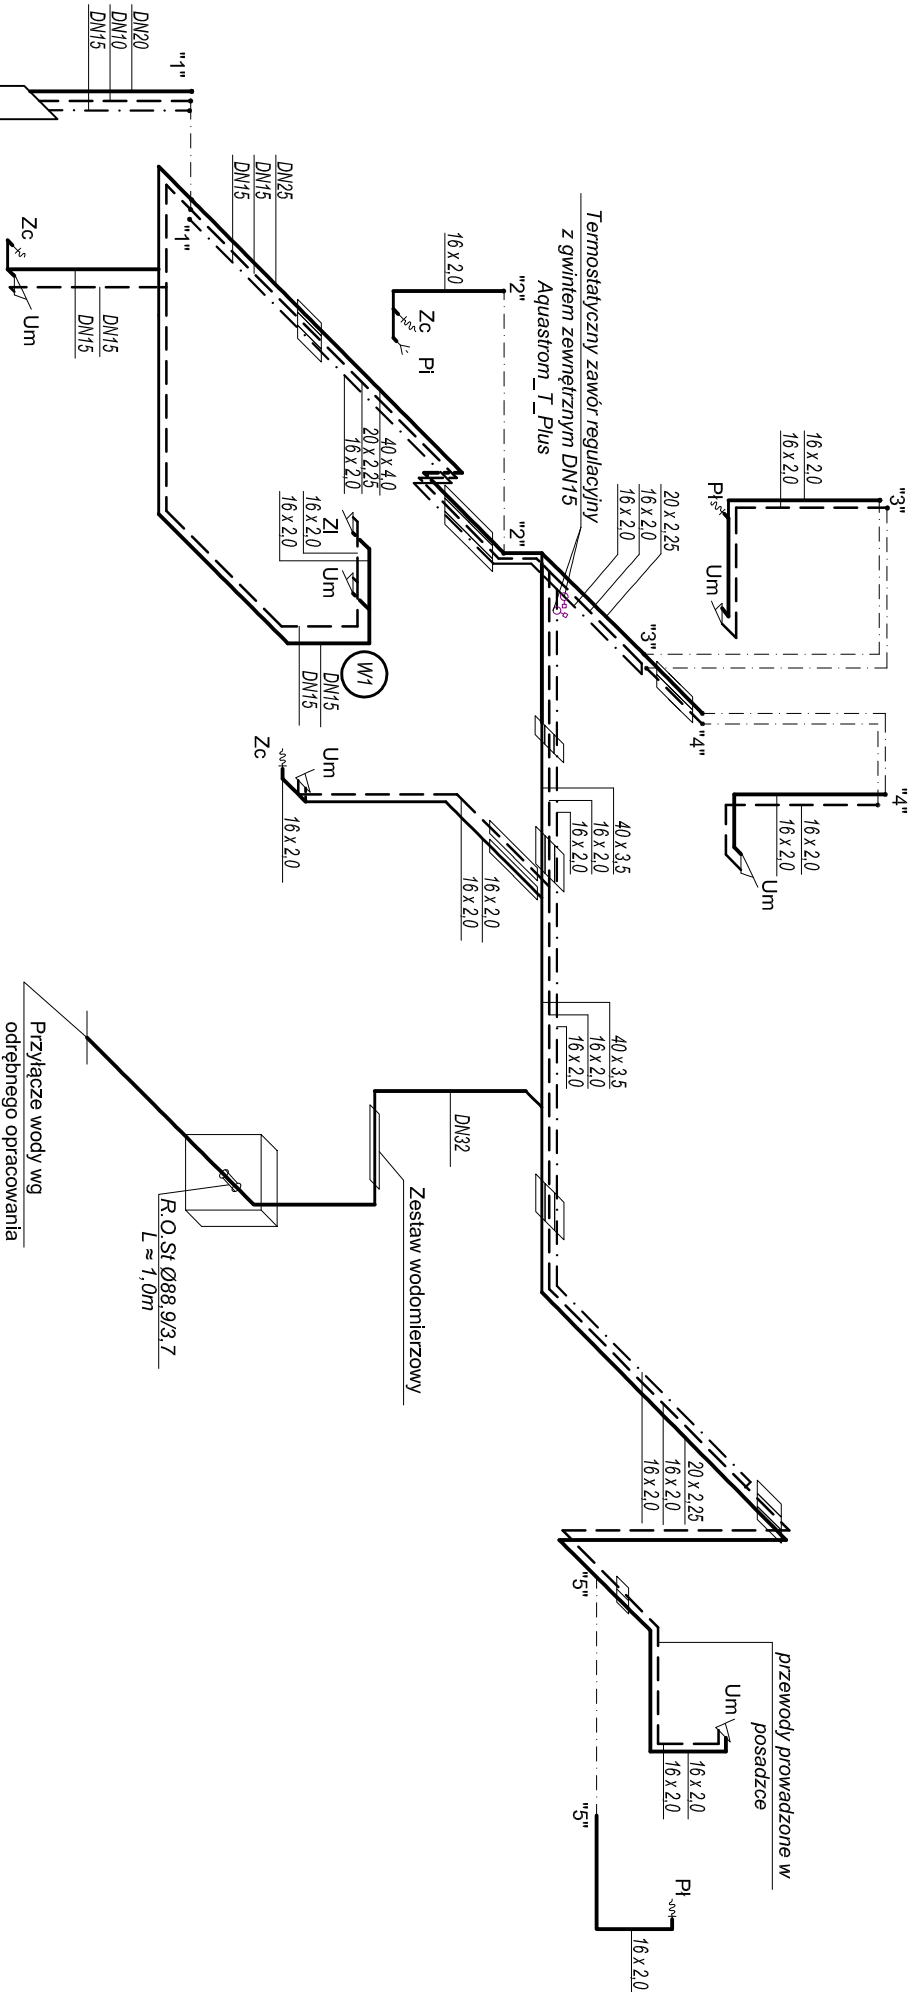 DN20
DN10
DN15
"1"
"1"
DN25
DN15
DN15
Zc
Um
DN15
DN15
16 x 2,0
"2"
Zc
Pi
Termostatyczny zawór regulacyjny
z gwintem zewnętrznym DN15
Aquastrom_T_Plus
40 x 4,0
20 x 2,25
16 x 2,0
"2"
16 x 2,0
16 x 2,0
"3"
Pł
Um
20 x 2,25
16 x 2,0
16 x 2,0
"3"
"4"
"4"
16 x 2,0
16 x 2,0
Um
Zl
Um
16 x 2,0
16 x 2,0
W1
DN15
DN15
Zc
Um
16 x 2,0
16 x 2,0
16 x 2,0
40 x 3,5
16 x 2,0
16 x 2,0
40 x 3,5
16 x 2,0
16 x 2,0
DN32
Zestaw wodomierzowy
R.O.St Ø88,9/3,7
L ≈ 1,0m
Przyłącze wody wg
odrębnego opracowania
20 x 2,25
16 x 2,0
16 x 2,0
"5"
przewody prowadzone w
posadzce
Um
16 x 2,0
16 x 2,0
"5"
Pł
16 x 2,0